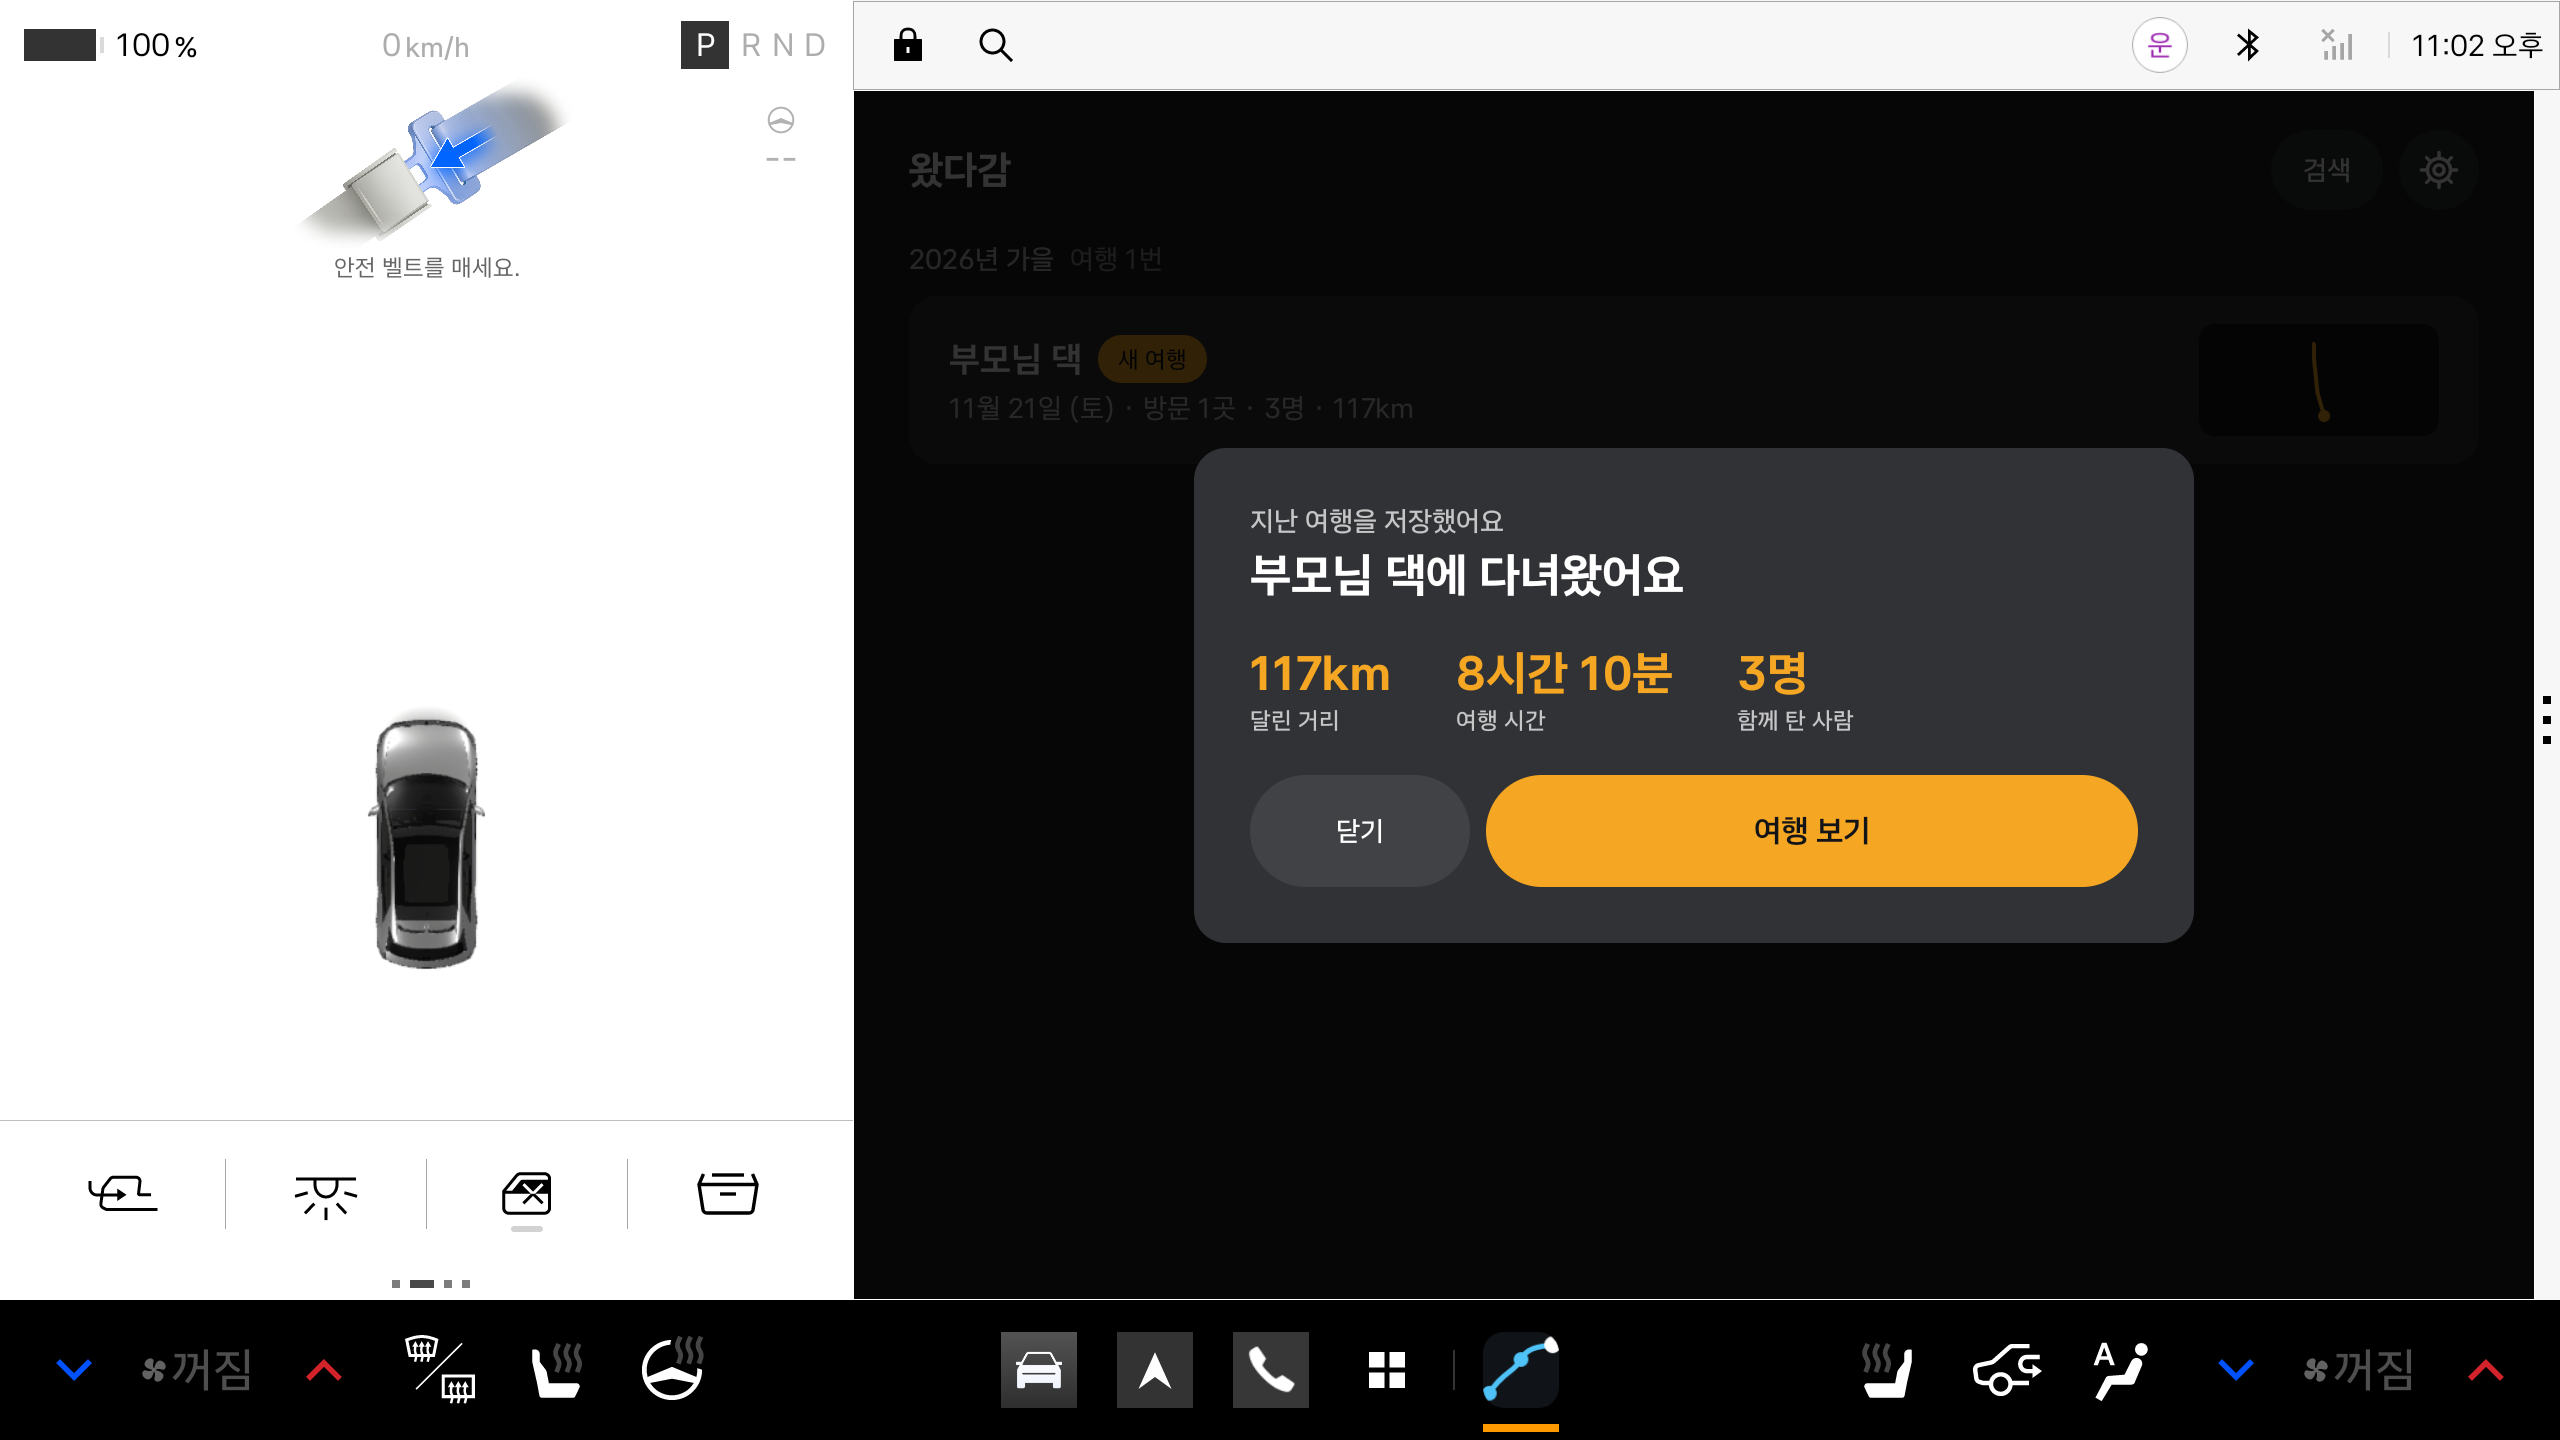 100%
0km/h
P R N D
운
11:02 오후
안전 벨트를 매세요.
왔다감
검색
2026년 가을 여행 1번
부모님 댁 새 여행
11월 21일 (토) · 방문 1곳 · 3명 · 117km
지난 여행을 저장했어요
부모님 댁에 다녀왔어요
117km 8시간 10분 3명
달린 거리 여행 시간 함께 탄 사람
닫기 여행 보기
꺼짐
A
꺼짐